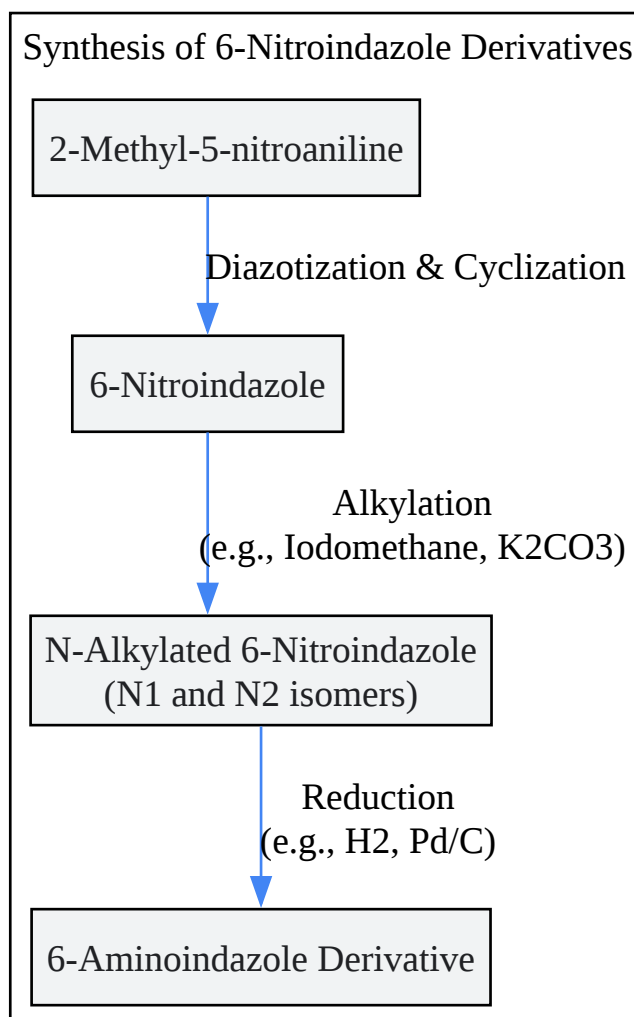 Synthesis of 6-Nitroindazole Derivatives
2-Methyl-5-nitroaniline
Diazotization & Cyclization
6-Nitroindazole
Alkylation
(e.g., Iodomethane, K2CO3)
N-Alkylated 6-Nitroindazole
(N1 and N2 isomers)
Reduction
(e.g., H2, Pd/C)
6-Aminoindazole Derivative